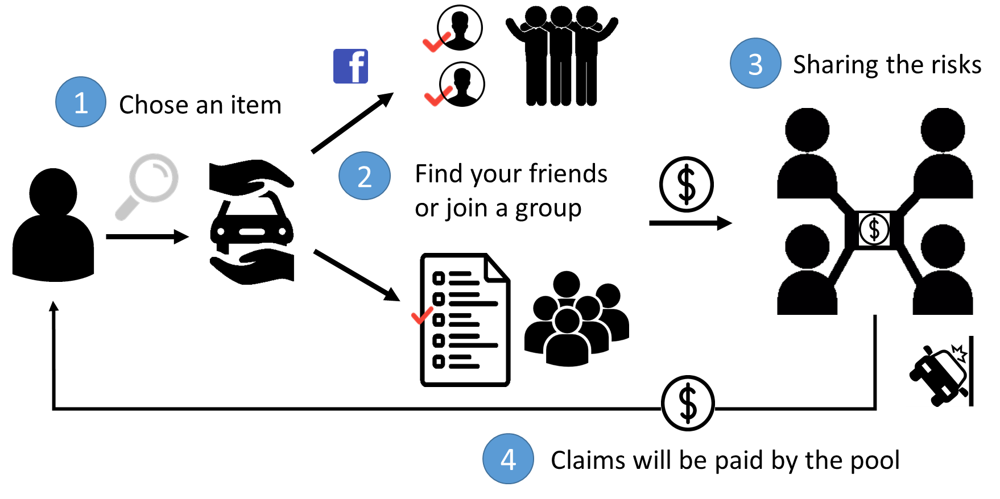 1
Chose an item
f
2
Find your friends
or join a group
$
3
Sharing the risks
$
$
4
Claims will be paid by the pool